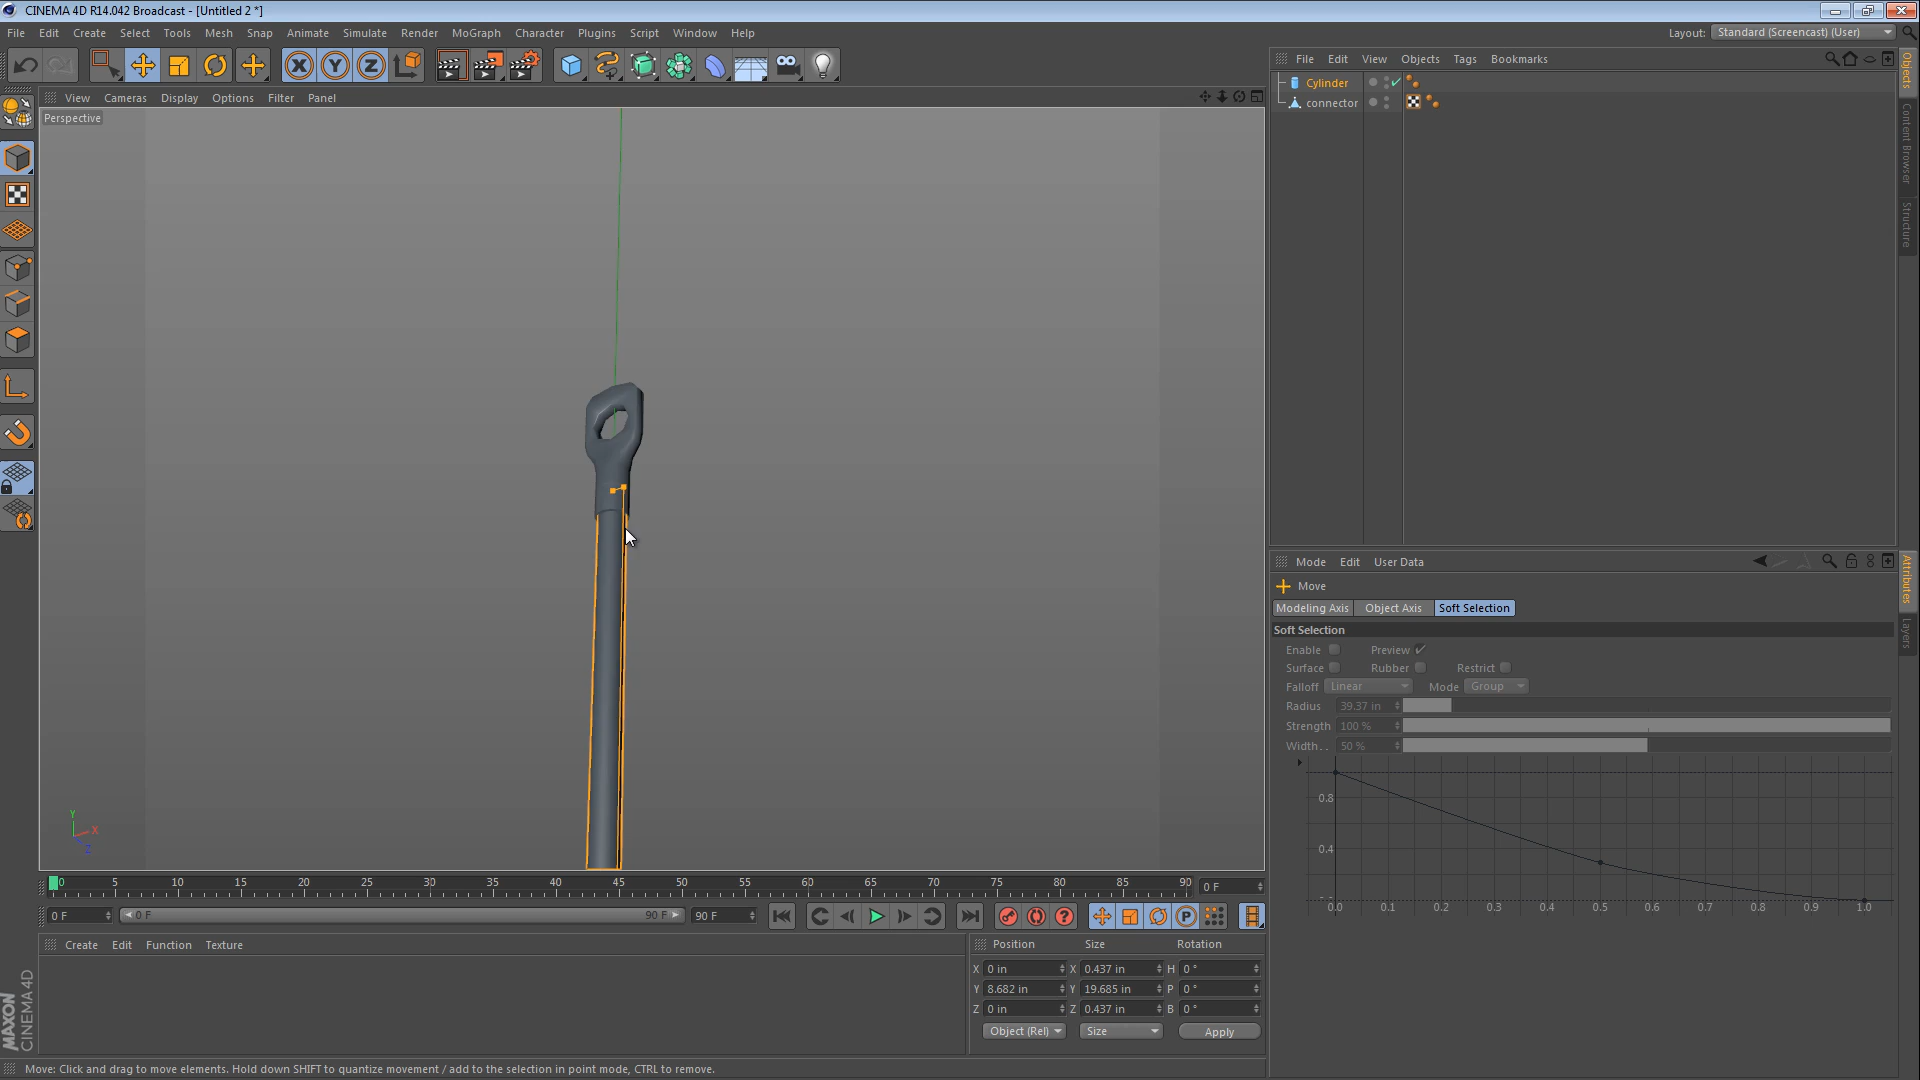 CINEMA 4D R14.042 Broadcast - [Untitled 2 *]
File Edit Create Select Tools Mesh Snap Animate Simulate Render MoGraph Character Plugins Script Window Help
Layout: Standard (Screencast) (User)
File Edit View Objects Tags Bookmarks
Cylinder
connector
Objects
Content Browser
Structure
View Cameras Display Options Filter Panel
Perspective
Y
X
Z
Mode Edit User Data
Move
Modeling Axis Object Axis Soft Selection
Soft Selection
Enable Preview
Surface Rubber Restrict
Falloff Linear Mode Group
Radius 39.37 in
Strength 100 %
Width. . 50 %
0.8
0.4
0.0 0.1 0.2 0.3 0.4 0.5 0.6 0.7 0.8 0.9 1.0
Attributes
Layers
0 5 10 15 20 25 30 35 40 45 50 55 60 65 70 75 80 85 90 0 F
0 F 0 F 90 F 90 F
Create Edit Function Texture
Position Size Rotation
X 0 in X 0.437 in H 0 °
Y 8.682 in Y 19.685 in P 0 °
Z 0 in Z 0.437 in B 0 °
Object (Rel) Size Apply
MAXON
CINEMA 4D
Move: Click and drag to move elements. Hold down SHIFT to quantize movement / add to the selection in point mode, CTRL to remove.